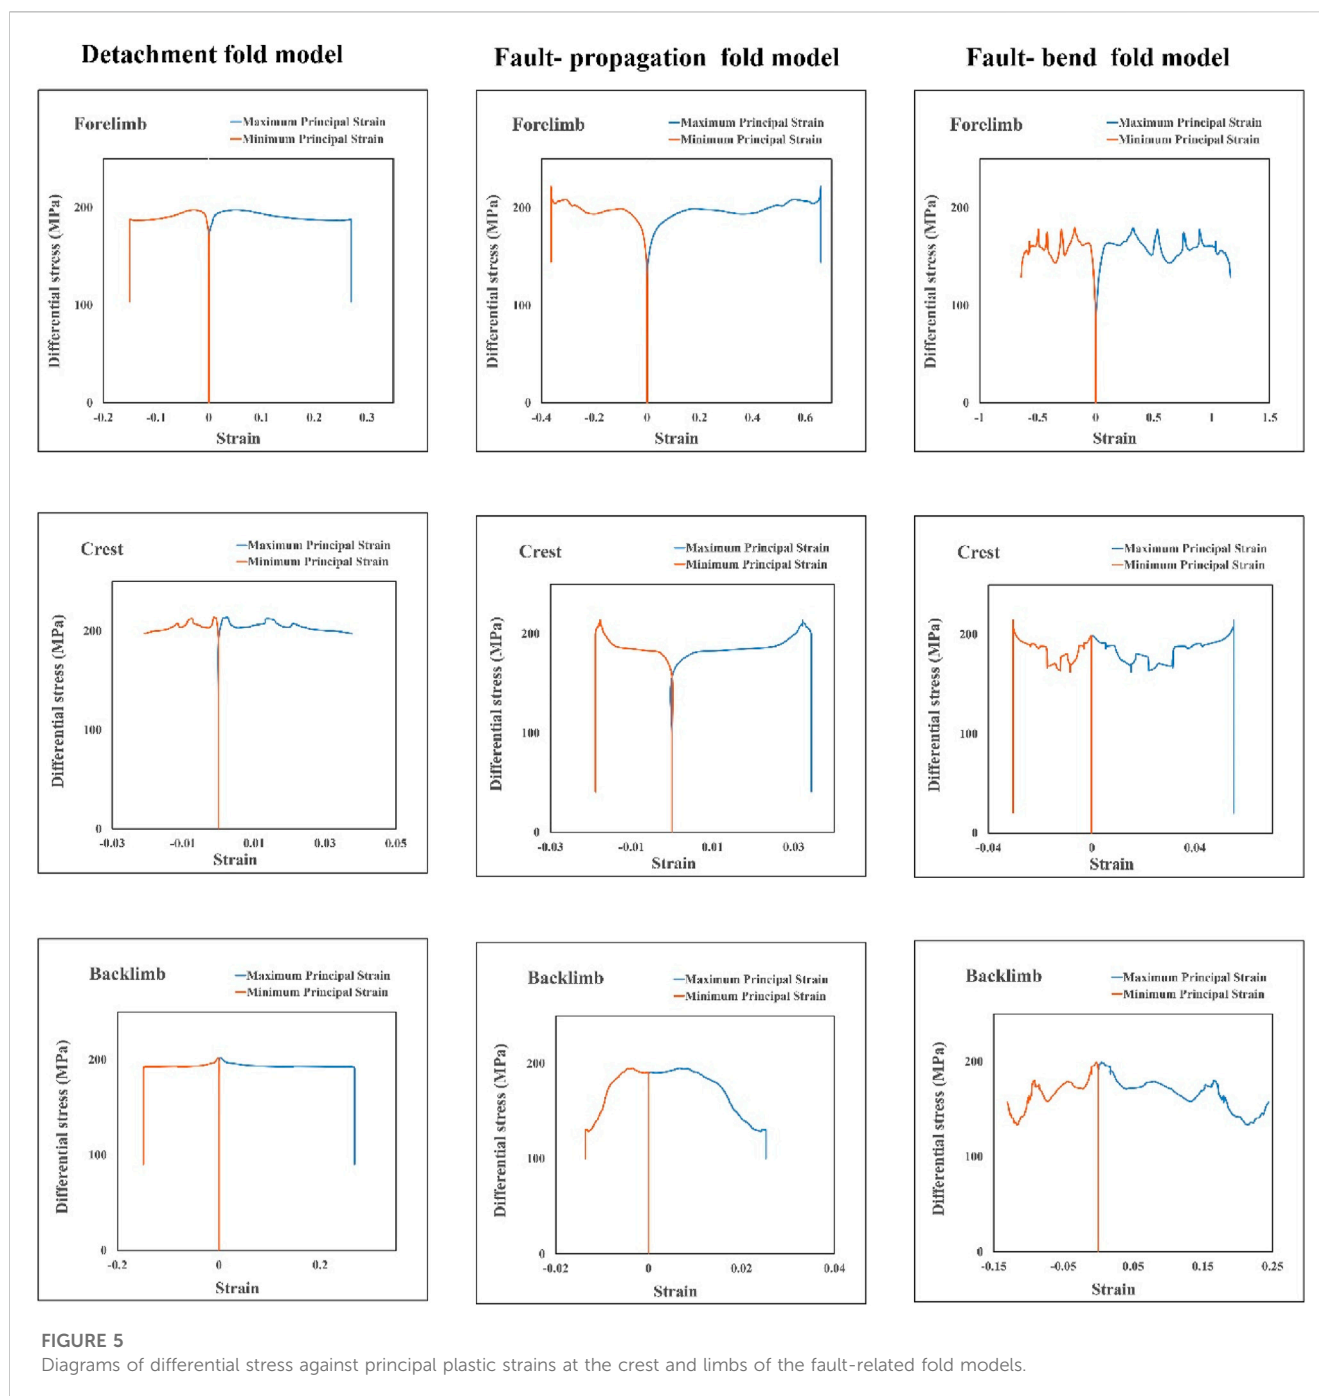 Detachment fold model
Fault- propagation fold model
Fault- bend fold model
Forelimb
Maximum Principal Strain
Minimum Principal Strain
Differential stress (MPa)
200
100
0
-0.2 -0.1 0 0.1 0.2 0.3
Strain
Forelimb
Maximum Principal Strain
Minimum Principal Strain
Differential stress (MPa)
200
100
0
-0.4 -0.2 0 0.2 0.4 0.6
Strain
Forelimb
Maximum Principal Strain
Minimum Principal Strain
Differential stress (MPa)
200
100
0
-1 -0.5 0 0.5 1 1.5
Strain
Crest
Maximum Principal Strain
Minimum Principal Strain
Differential stress (MPa)
200
100
0
-0.03 -0.01 0.01 0.03 0.05
Strain
Crest
Maximum Principal Strain
Minimum Principal Strain
Differential stress (MPa)
200
100
0
-0.03 -0.01 0.01 0.03
Strain
Crest
Maximum Principal Strain
Minimum Principal Strain
Differential stress (MPa)
200
100
0
-0.04 0 0.04
Strain
Backlimb
Maximum Principal Strain
Minimum Principal Strain
Differential stress (MPa)
200
100
0
-0.2 0 0.2
Strain
Backlimb
Maximum Principal Strain
Minimum Principal Strain
Differential stress (MPa)
200
100
0
-0.02 0 0.02 0.04
Strain
Backlimb
Maximum Principal Strain
Minimum Principal Strain
Differential stress (MPa)
200
100
0
-0.15 -0.05 0.05 0.15 0.25
Strain
FIGURE 5
Diagrams of differential stress against principal plastic strains at the crest and limbs of the fault-related fold models.